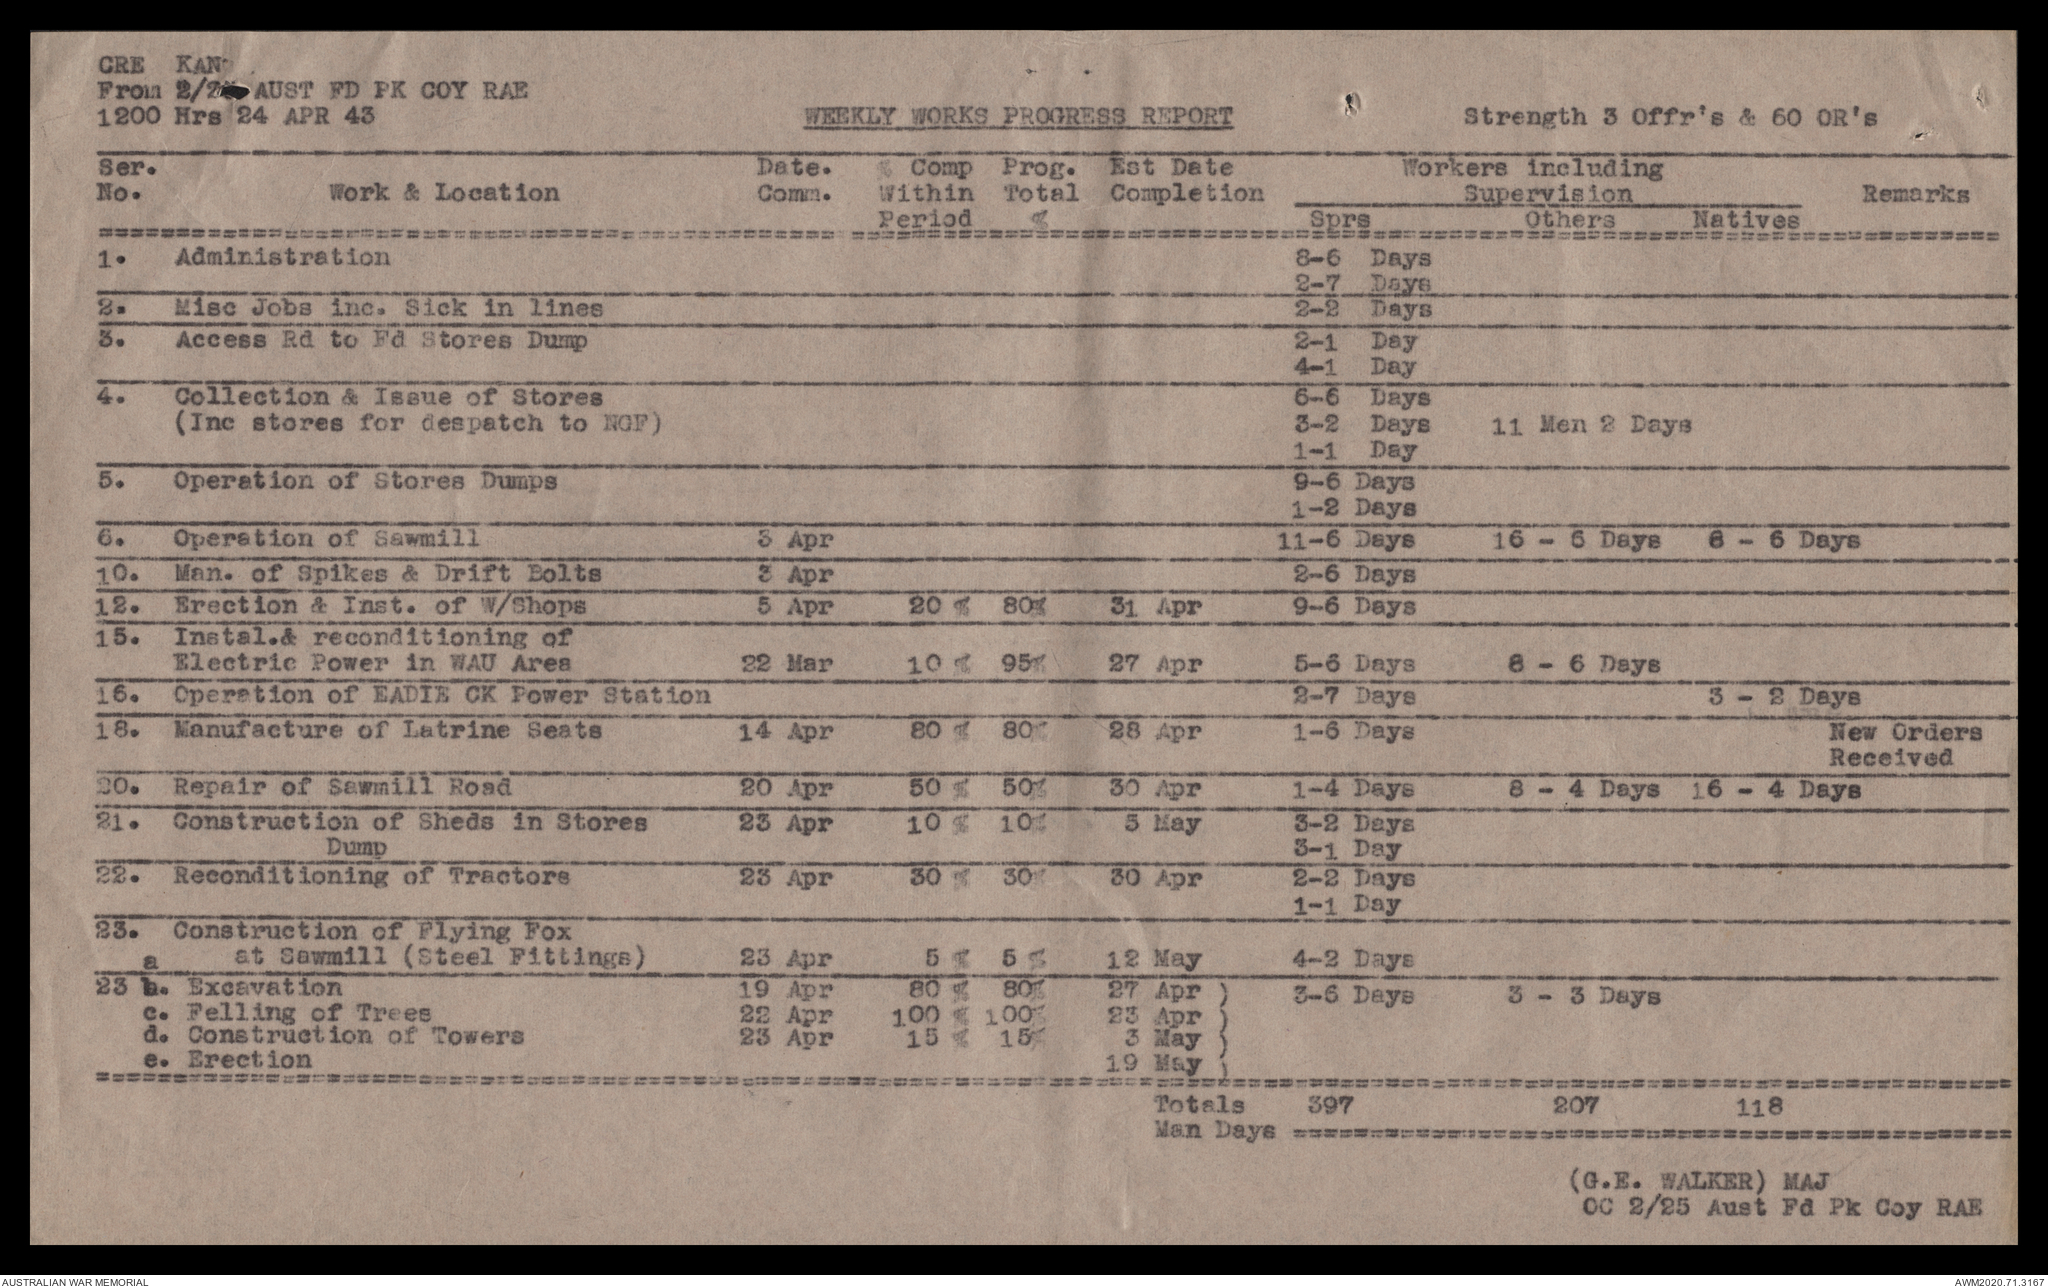 CRE KAN
From 2/2 AUST FD PK COY RAE
1200 Hrs 24 APR 43 WEEKLY WORKS PROGRESS REPORT Strength 3 Offr's & 60 OR's
Ser. Date. % Comp Prog. Est Date Workers including
No. Work & Location Comm. Within Total Completion Supervision Remarks
Period % Sprs Others Natives
1. Administration 8-6 Days
2-7 Days
2. Misc Jobs inc. Sick in lines 2-2 Days
3. Access Rd to Fd Stores Dump 2-1 Day
4-1 Day
4. Collection & Issue of Stores 6-6 Days
(Inc stores for despatch to NGF) 3-2 Days 11 Men 2 Days
1-1 Day
5. Operation of Stores Dumps 9-6 Days
1-2 Days
6. Operation of Sawmill 3 Apr 11-6 Days 16 - 6 Days 8 - 6 Days
10. Man. of Spikes & Drift Bolts 3 Apr 2-6 Days
12. Erection & Inst. of W/Shops 5 Apr 20 % 80% 31 Apr 9-6 Days
15. Instal.& reconditioning of
Electric Power in WAU Area 22 Mar 10 % 95% 27 Apr 5-6 Days 8 - 6 Days
16. Operation of EADIE CK Power Station 2-7 Days 3 - 2 Days
18. Manufacture of Latrine Seats 14 Apr 80 % 80% 28 Apr 1-6 Days New Orders
Received
20. Repair of Sawmill Road 20 Apr 50 % 50% 30 Apr 1-4 Days 8 - 4 Days 16 - 4 Days
21. Construction of Sheds in Stores 23 Apr 10 % 10% 5 May 3-2 Days
Dump 3-1 Day
22. Reconditioning of Tractors 23 Apr 30 % 30% 30 Apr 2-2 Days
1-1 Day
23. Construction of Flying Fox
a at Sawmill (Steel Fittings) 23 Apr 5 % 5 % 12 May 4-2 Days
23 b. Excavation 19 Apr 80 % 80% 27 Apr ) 3-6 Days 3 - 3 Days
c. Felling of Trees 22 Apr 100 % 100% 23 Apr )
d. Construction of Towers 23 Apr 15 % 15% 3 May )
e. Erection 19 May )
Totals 397 207 118
Man Days
(G.E. WALKER) MAJ
OC 2/25 Aust Fd Pk Coy RAE
AUSTRALIAN WAR MEMORIAL AWM2020.71.3167